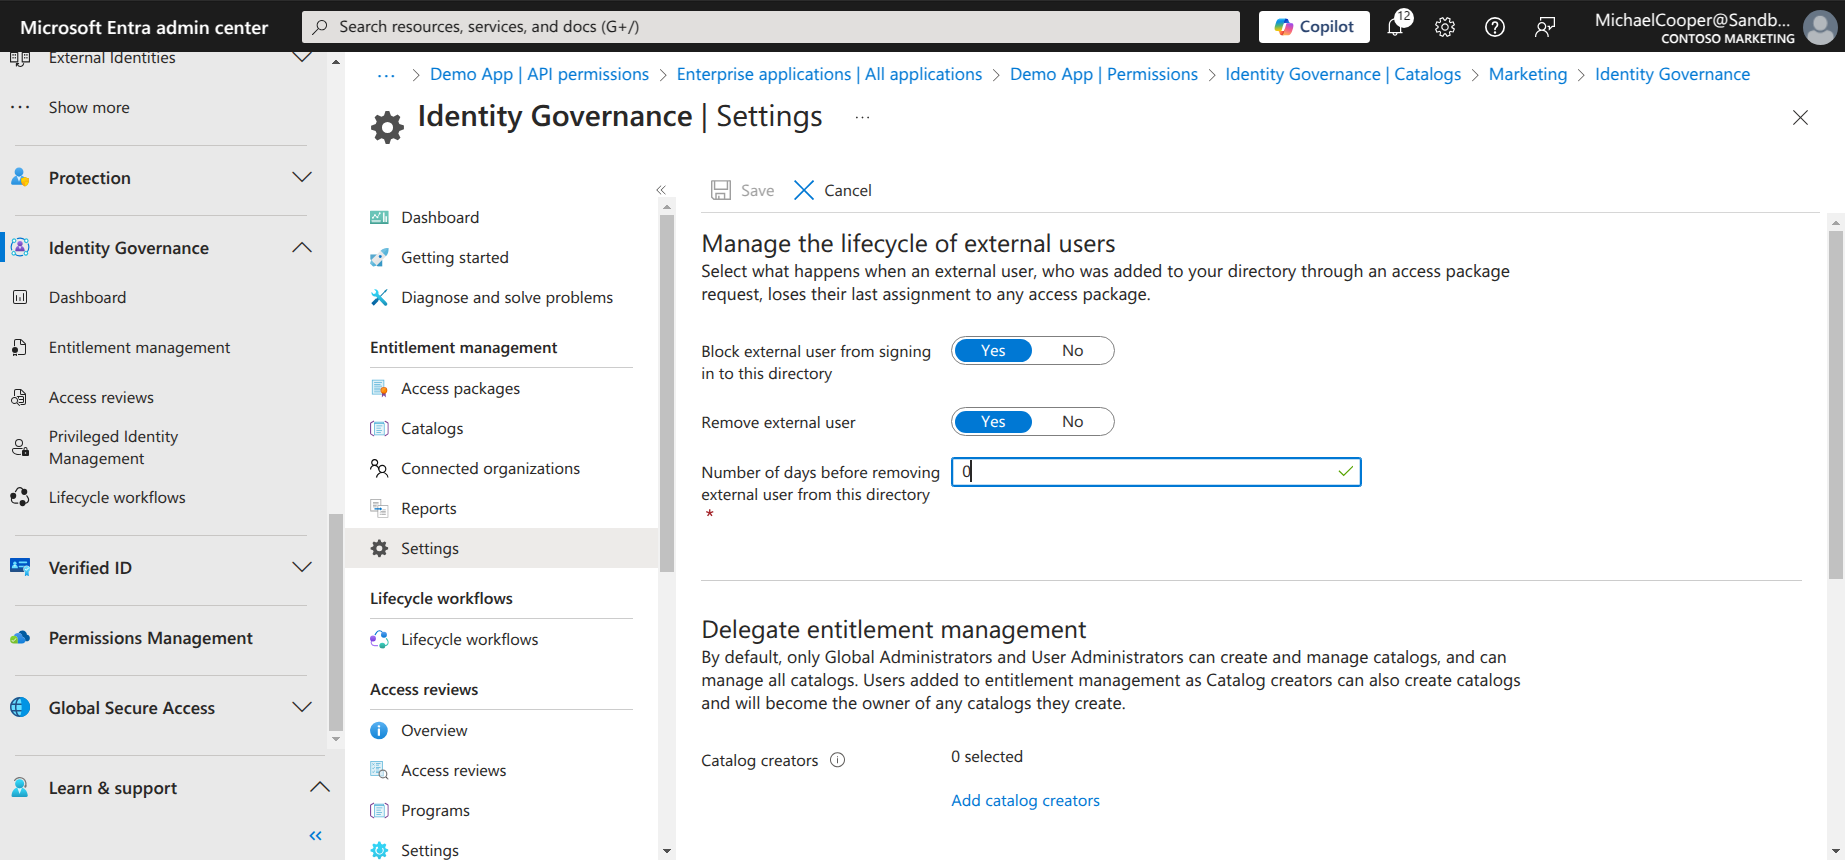 Microsoft Entra admin center
Search resources, services, and docs (G+/)
Copilot
12
MichaelCooper@Sandb...
CONTOSO MARKETING
External Identities
Show more
Protection
Identity Governance
Dashboard
Entitlement management
Access reviews
Privileged Identity
Management
Lifecycle workflows
Verified ID
Permissions Management
Global Secure Access
Learn & support
... > Demo App | API permissions > Enterprise applications | All applications > Demo App | Permissions > Identity Governance | Catalogs > Marketing > Identity Governance
Identity Governance | Settings ...
Dashboard
Getting started
Diagnose and solve problems
Entitlement management
Access packages
Catalogs
Connected organizations
Reports
Settings
Lifecycle workflows
Lifecycle workflows
Access reviews
Overview
Access reviews
Programs
Settings
Save Cancel
Manage the lifecycle of external users
Select what happens when an external user, who was added to your directory through an access package
request, loses their last assignment to any access package.
Block external user from signing
in to this directory
Yes No
Remove external user
Yes No
Number of days before removing
external user from this directory
*
0
Delegate entitlement management
By default, only Global Administrators and User Administrators can create and manage catalogs, and can
manage all catalogs. Users added to entitlement management as Catalog creators can also create catalogs
and will become the owner of any catalogs they create.
Catalog creators
0 selected
Add catalog creators